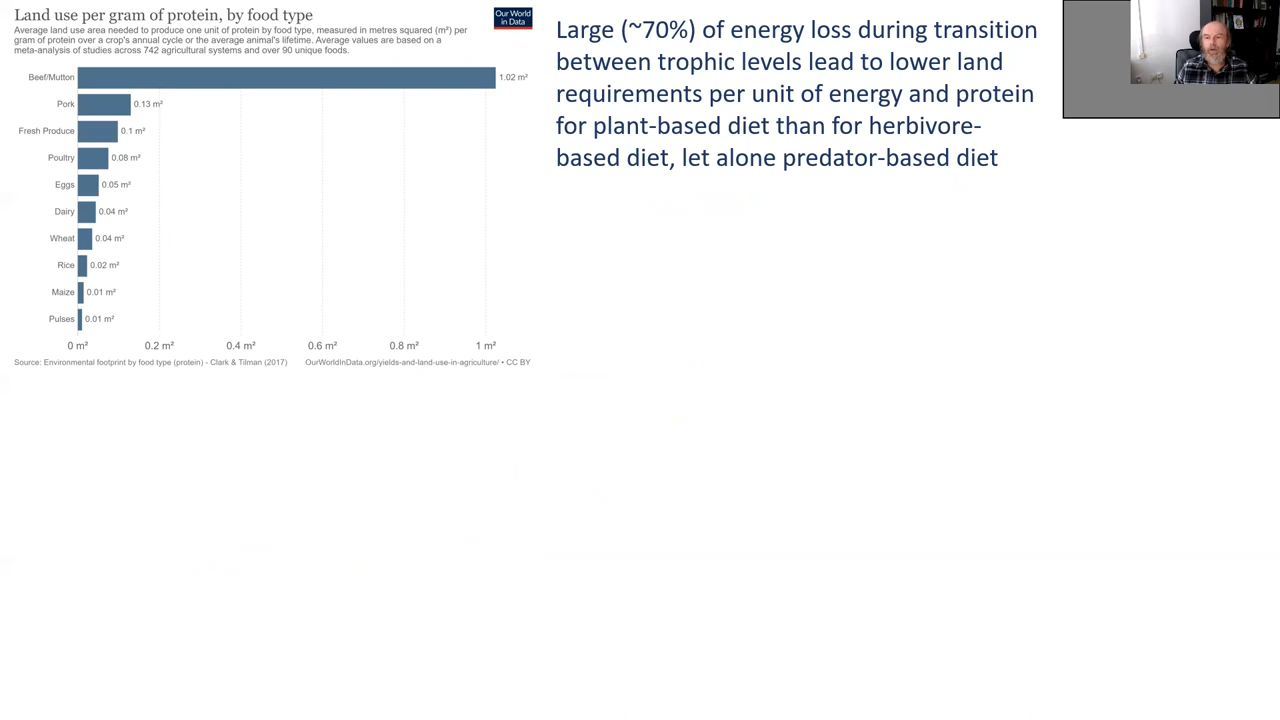 Land use per gram of protein, by food type
Average land use area needed to produce one unit of protein by food type, measured in metres squared (m²) per
gram of protein over a crop's annual cycle or the average animal's lifetime. Average values are based on a
meta-analysis of studies across 742 agricultural systems and over 90 unique foods.
Our World
in Data
Beef/Mutton 1.02 m²
Pork 0.13 m²
Fresh Produce 0.1 m²
Poultry 0.08 m²
Eggs 0.05 m²
Dairy 0.04 m²
Wheat 0.04 m²
Rice 0.02 m²
Maize 0.01 m²
Pulses 0.01 m²
0 m² 0.2 m² 0.4 m² 0.6 m² 0.8 m² 1 m²
Source: Environmental footprint by food type (protein) - Clark & Tilman (2017) OurWorldInData.org/yields-and-land-use-in-agriculture/ • CC BY
Large (~70%) of energy loss during transition
between trophic levels lead to lower land
requirements per unit of energy and protein
for plant-based diet than for herbivore-
based diet, let alone predator-based diet